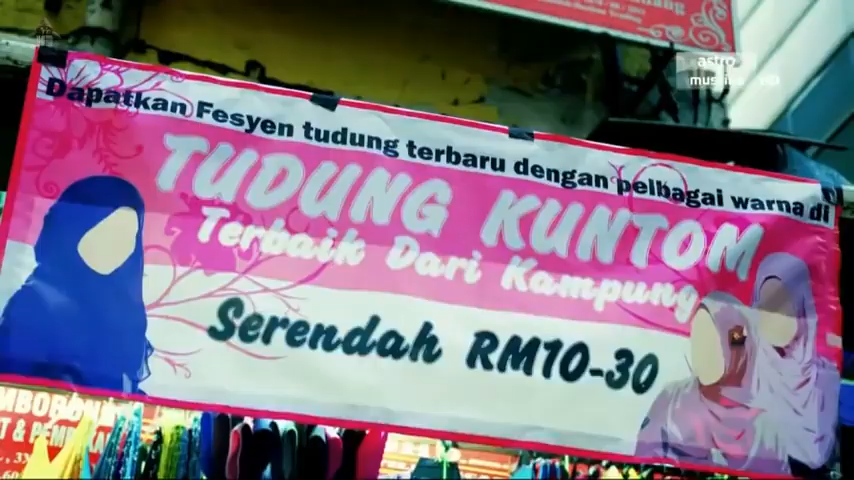 astro
Dapatkan Fesyen tudung terbaru dengan pelbagai warna di
TUDUNG KUNTOM
Terbaik Dari Kampung
Serendah RM10-30